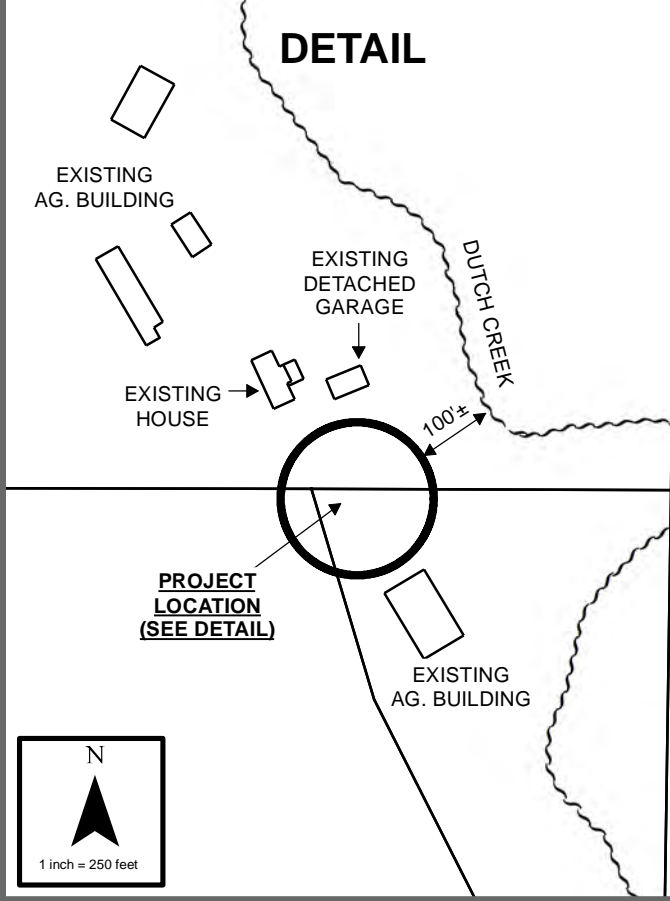 DETAIL
EXISTING
AG. BUILDING
EXISTING
DETACHED
GARAGE
DUTCH CREEK
EXISTING
HOUSE
100'±
PROJECT
LOCATION
(SEE DETAIL)
EXISTING
AG. BUILDING
N
1 inch = 250 feet